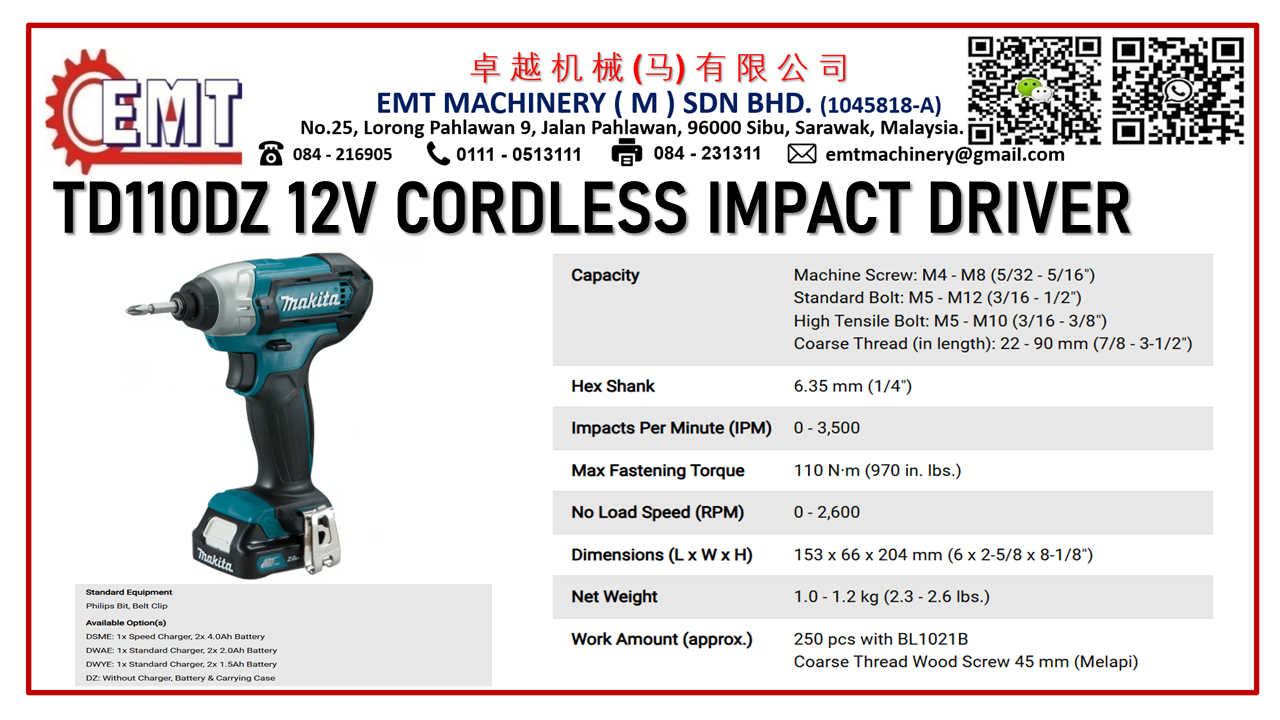 EMT
卓越机械(马)有限公司
EMT MACHINERY ( M ) SDN BHD. (1045818-A)
No.25, Lorong Pahlawan 9, Jalan Pahlawan, 96000 Sibu, Sarawak, Malaysia.
084 - 216905 0111 - 0513111 084 - 231311 emtmachinery@gmail.com
TD110DZ 12V CORDLESS IMPACT DRIVER
makita
makita 2.0
Standard Equipment
Philips Bit, Belt Clip
Available Option(s)
DSME: 1x Speed Charger, 2x 4.0Ah Battery
DWAE: 1x Standard Charger, 2x 2.0Ah Battery
DWYE: 1x Standard Charger, 2x 1.5Ah Battery
DZ: Without Charger, Battery & Carrying Case
Capacity Machine Screw: M4 - M8 (5/32 - 5/16")
Standard Bolt: M5 - M12 (3/16 - 1/2")
High Tensile Bolt: M5 - M10 (3/16 - 3/8")
Coarse Thread (in length): 22 - 90 mm (7/8 - 3-1/2")
Hex Shank 6.35 mm (1/4")
Impacts Per Minute (IPM) 0 - 3,500
Max Fastening Torque 110 N·m (970 in. lbs.)
No Load Speed (RPM) 0 - 2,600
Dimensions (L x W x H) 153 x 66 x 204 mm (6 x 2-5/8 x 8-1/8")
Net Weight 1.0 - 1.2 kg (2.3 - 2.6 lbs.)
Work Amount (approx.) 250 pcs with BL1021B
Coarse Thread Wood Screw 45 mm (Melapi)